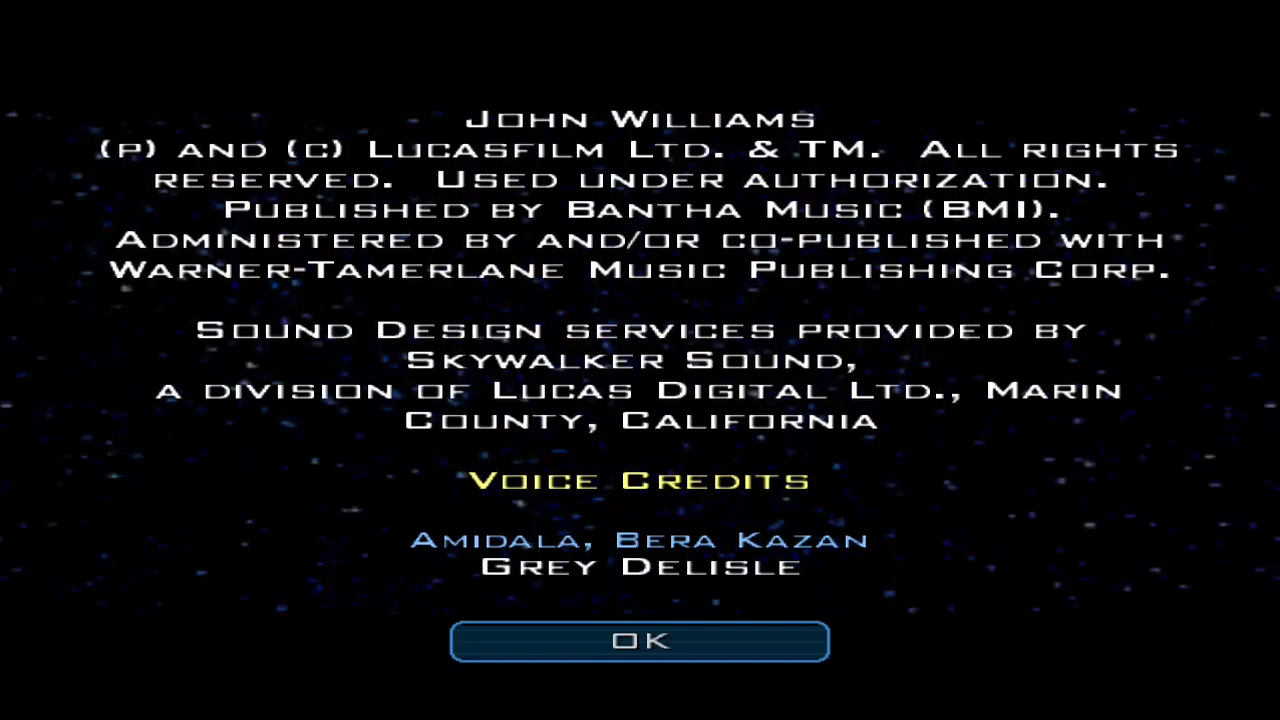 John Williams
(P) and (C) Lucasfilm Ltd. & TM.  All rights
reserved.  Used under authorization.
Published by Bantha Music (BMI).
Administered by and/or co-published with
Warner-Tamerlane Music Publishing Corp.
Sound Design services provided by
Skywalker Sound,
a division of Lucas Digital Ltd., Marin
County, California
Voice Credits
Amidala, Bera Kazan
Grey Delisle
OK